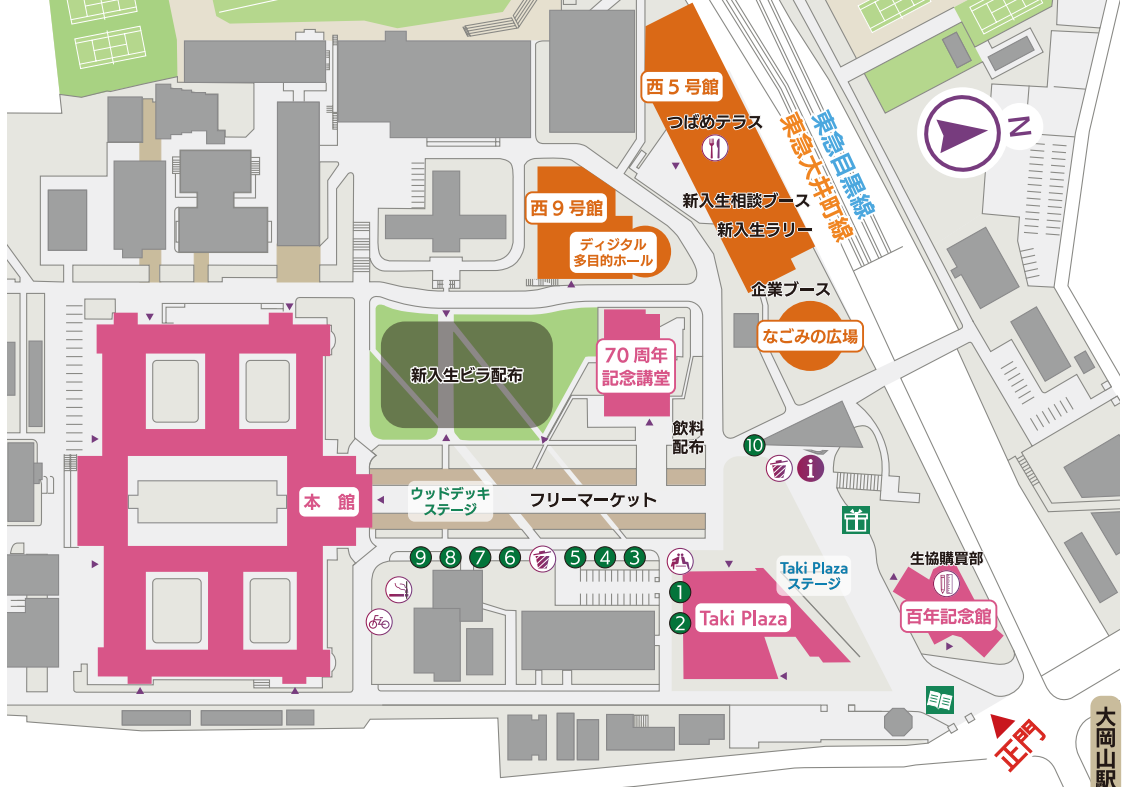 西5号館
つばめテラス
東急目黒線
東急大井町線
N
新入生相談ブース
新入生ラリー
西9号館
ディジタル
多目的ホール
企業ブース
なごみの広場
70周年
記念講堂
新入生ビラ配布
飲料
配布
10
i
本 館
ウッドデッキ
ステージ
フリーマーケット
9
8
7
6
5
4
3
1
2
Taki Plaza
Taki Plaza
ステージ
生協購買部
百年記念館
正門
大岡山駅